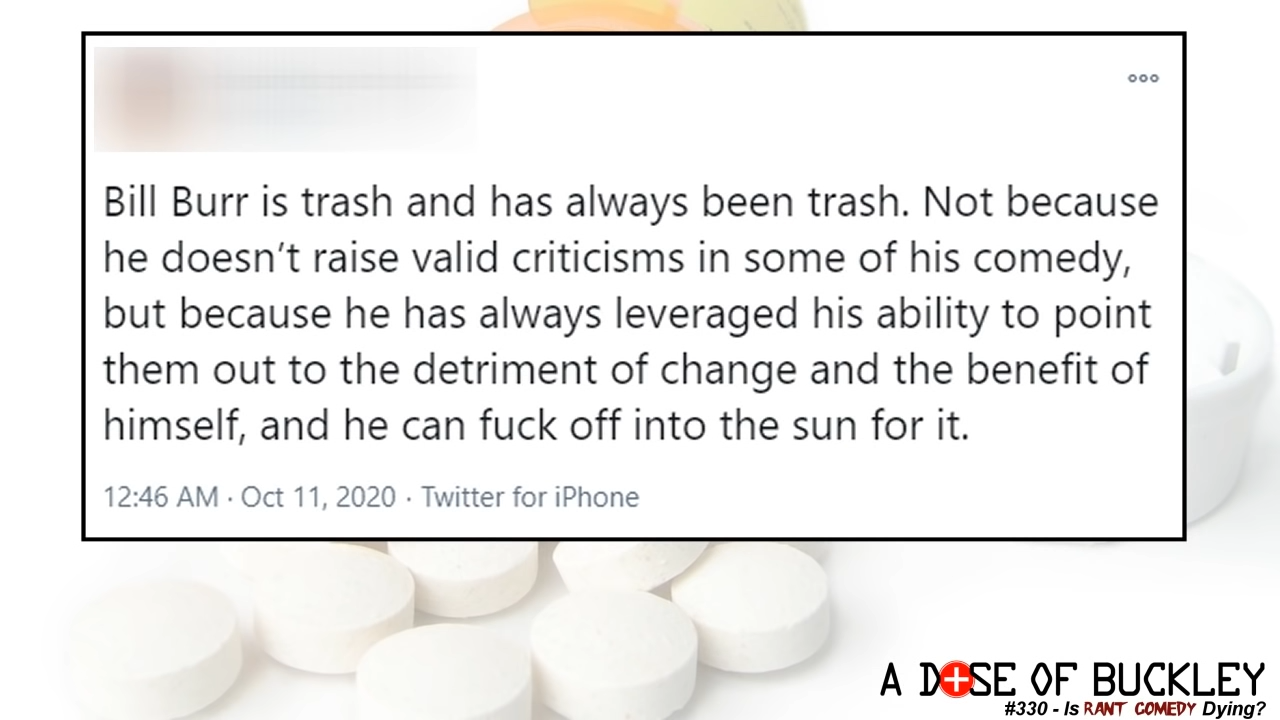 Bill Burr is trash and has always been trash. Not because
he doesn't raise valid criticisms in some of his comedy,
but because he has always leveraged his ability to point
them out to the detriment of change and the benefit of
himself, and he can fuck off into the sun for it.
12:46 AM · Oct 11, 2020 · Twitter for iPhone
A DOSE OF BUCKLEY
#330 - Is RANT COMEDY Dying?